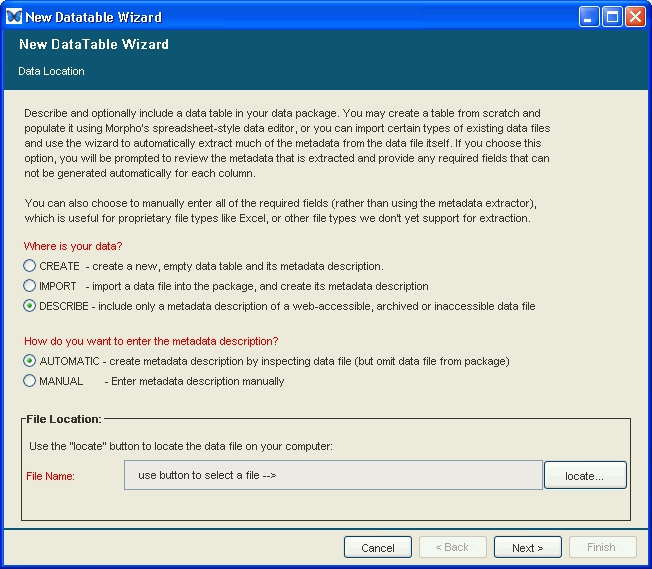 New Datatable Wizard
New DataTable Wizard
Data Location
Describe and optionally include a data table in your data package. You may create a table from scratch and
populate it using Morpho's spreadsheet-style data editor, or you can import certain types of existing data files
and use the wizard to automatically extract much of the metadata from the data file itself. If you choose this
option, you will be prompted to review the metadata that is extracted and provide any required fields that can
not be generated automatically for each column.
You can also choose to manually enter all of the required fields (rather than using the metadata extractor),
which is useful for proprietary file types like Excel, or other file types we don't yet support for extraction.
Where is your data?
CREATE - create a new, empty data table and its metadata description.
IMPORT - import a data file into the package, and create its metadata description
DESCRIBE - include only a metadata description of a web-accessible, archived or inaccessible data file
How do you want to enter the metadata description?
AUTOMATIC - create metadata description by inspecting data file (but omit data file from package)
MANUAL - Enter metadata description manually
File Location:
Use the "locate" button to locate the data file on your computer:
File Name: use button to select a file --> locate...
Cancel < Back Next > Finish